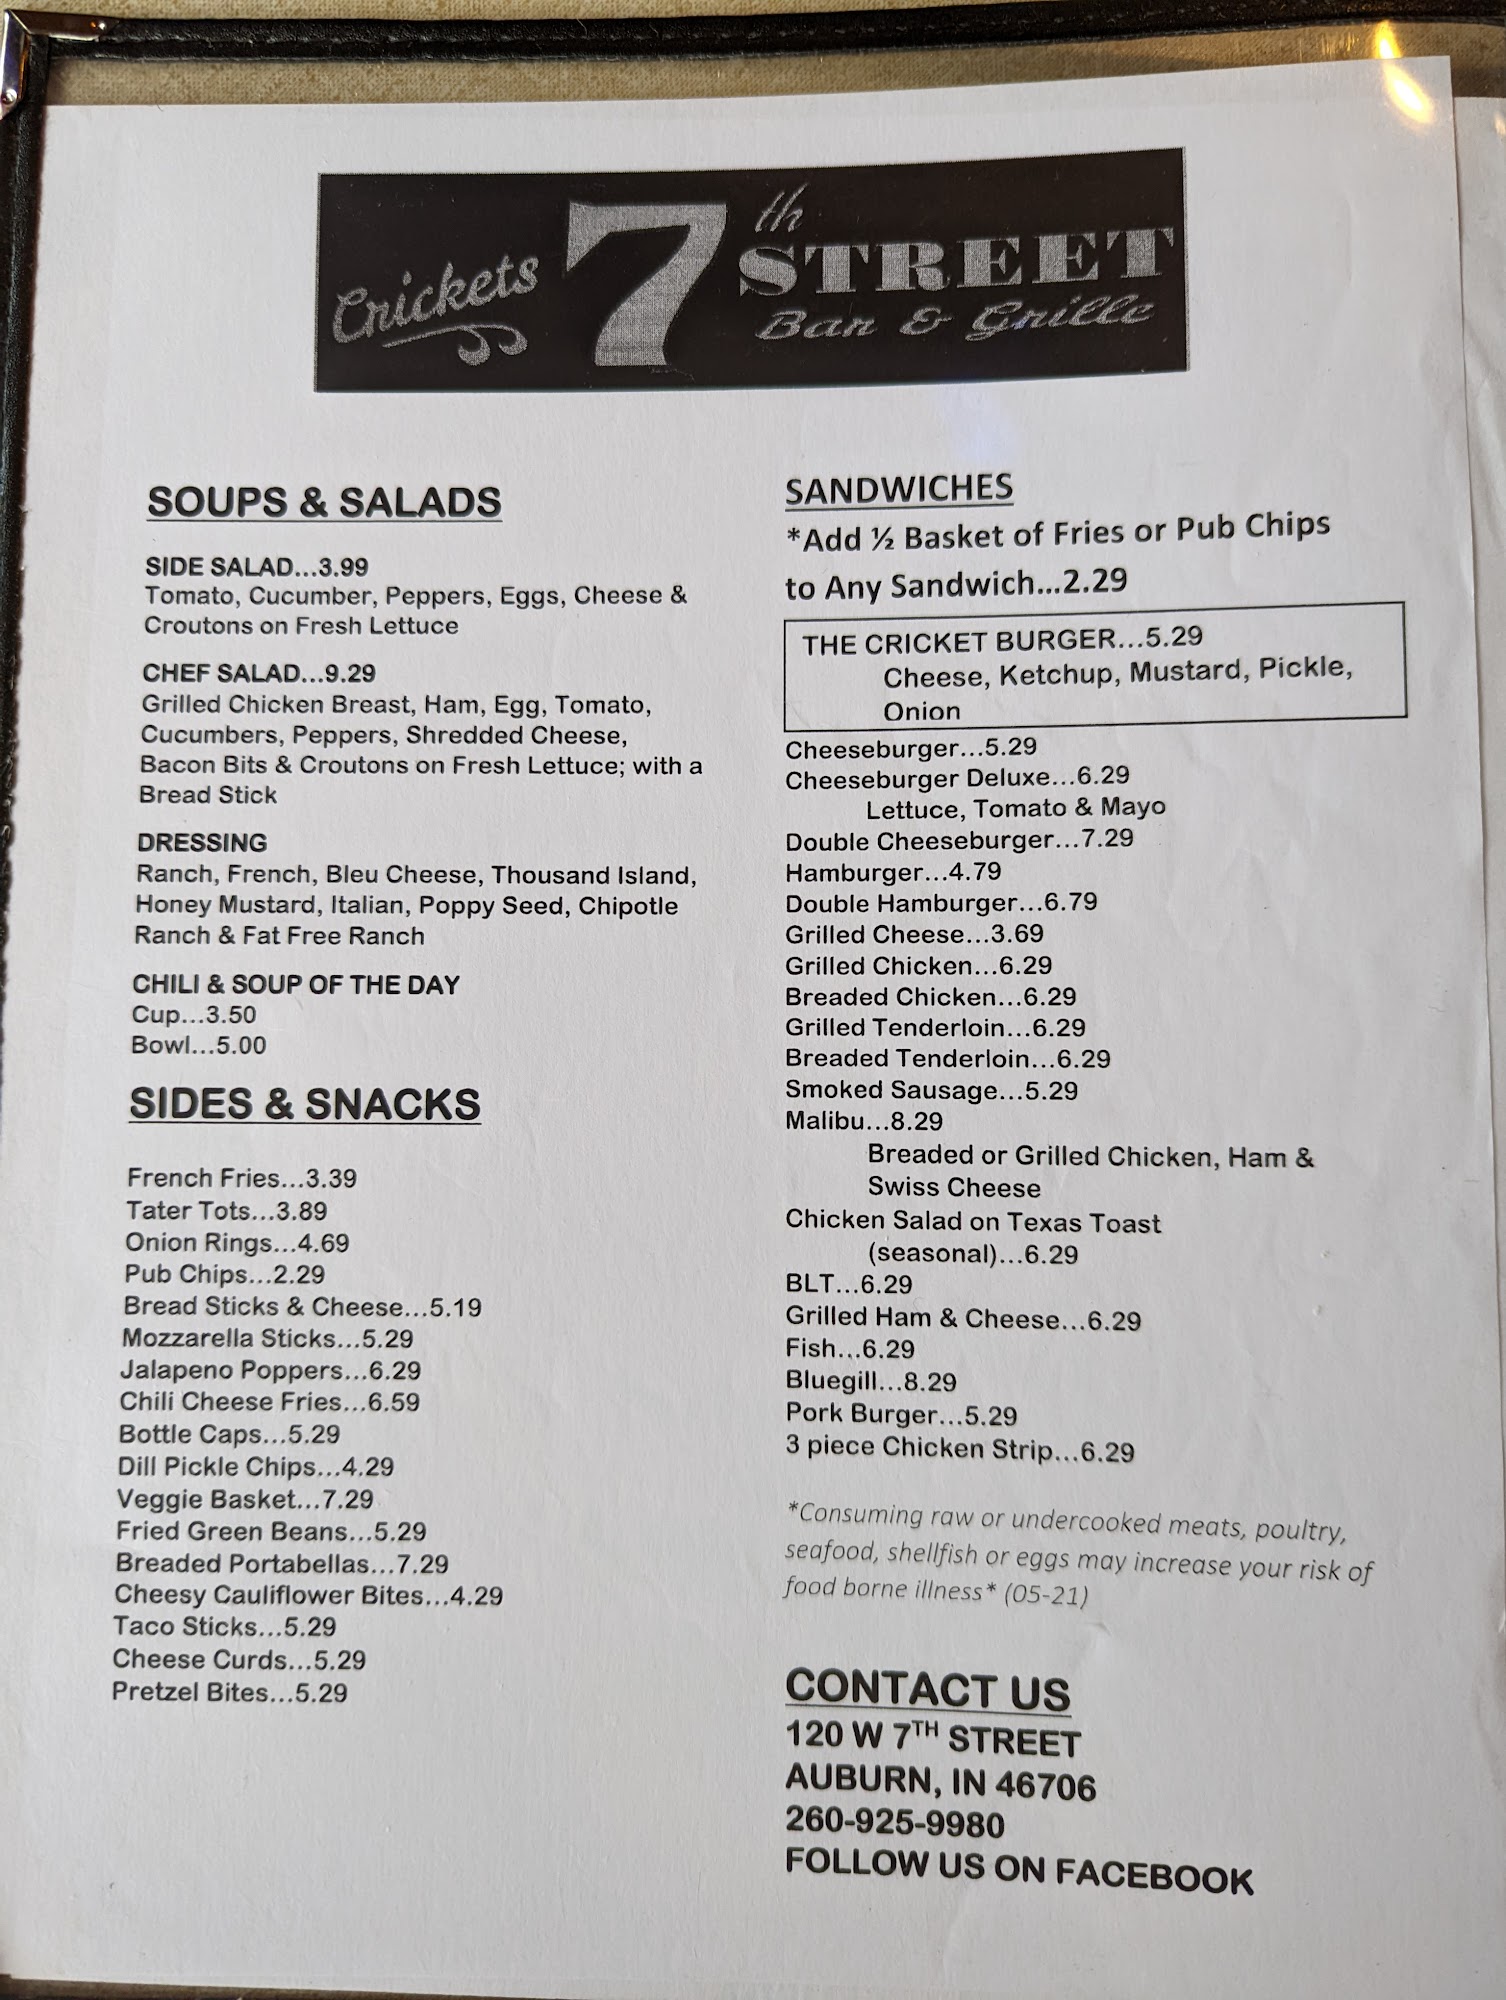 Crickets 7th STREET
Bar & Grille
SOUPS & SALADS
SIDE SALAD...3.99
Tomato, Cucumber, Peppers, Eggs, Cheese &
Croutons on Fresh Lettuce
CHEF SALAD...9.29
Grilled Chicken Breast, Ham, Egg, Tomato,
Cucumbers, Peppers, Shredded Cheese,
Bacon Bits & Croutons on Fresh Lettuce; with a
Bread Stick
DRESSING
Ranch, French, Bleu Cheese, Thousand Island,
Honey Mustard, Italian, Poppy Seed, Chipotle
Ranch & Fat Free Ranch
CHILI & SOUP OF THE DAY
Cup...3.50
Bowl...5.00
SIDES & SNACKS
French Fries...3.39
Tater Tots...3.89
Onion Rings...4.69
Pub Chips...2.29
Bread Sticks & Cheese...5.19
Mozzarella Sticks...5.29
Jalapeno Poppers...6.29
Chili Cheese Fries...6.59
Bottle Caps...5.29
Dill Pickle Chips...4.29
Veggie Basket...7.29
Fried Green Beans...5.29
Breaded Portabellas...7.29
Cheesy Cauliflower Bites...4.29
Taco Sticks...5.29
Cheese Curds...5.29
Pretzel Bites...5.29
SANDWICHES
*Add ½ Basket of Fries or Pub Chips
to Any Sandwich...2.29
THE CRICKET BURGER...5.29
Cheese, Ketchup, Mustard, Pickle,
Onion
Cheeseburger...5.29
Cheeseburger Deluxe...6.29
Lettuce, Tomato & Mayo
Double Cheeseburger...7.29
Hamburger...4.79
Double Hamburger...6.79
Grilled Cheese...3.69
Grilled Chicken...6.29
Breaded Chicken...6.29
Grilled Tenderloin...6.29
Breaded Tenderloin...6.29
Smoked Sausage...5.29
Malibu...8.29
Breaded or Grilled Chicken, Ham &
Swiss Cheese
Chicken Salad on Texas Toast
(seasonal)...6.29
BLT...6.29
Grilled Ham & Cheese...6.29
Fish...6.29
Bluegill...8.29
Pork Burger...5.29
3 piece Chicken Strip...6.29
*Consuming raw or undercooked meats, poultry,
seafood, shellfish or eggs may increase your risk of
food borne illness* (05-21)
CONTACT US
120 W 7TH STREET
AUBURN, IN 46706
260-925-9980
FOLLOW US ON FACEBOOK